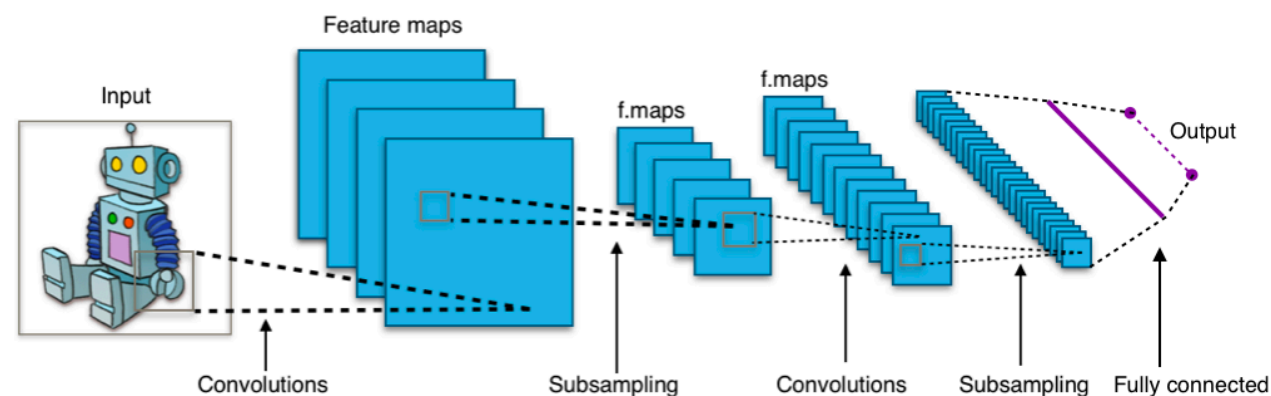 Feature maps
Input
f.maps
f.maps
Output
Convolutions
Subsampling
Convolutions
Subsampling
Fully connected